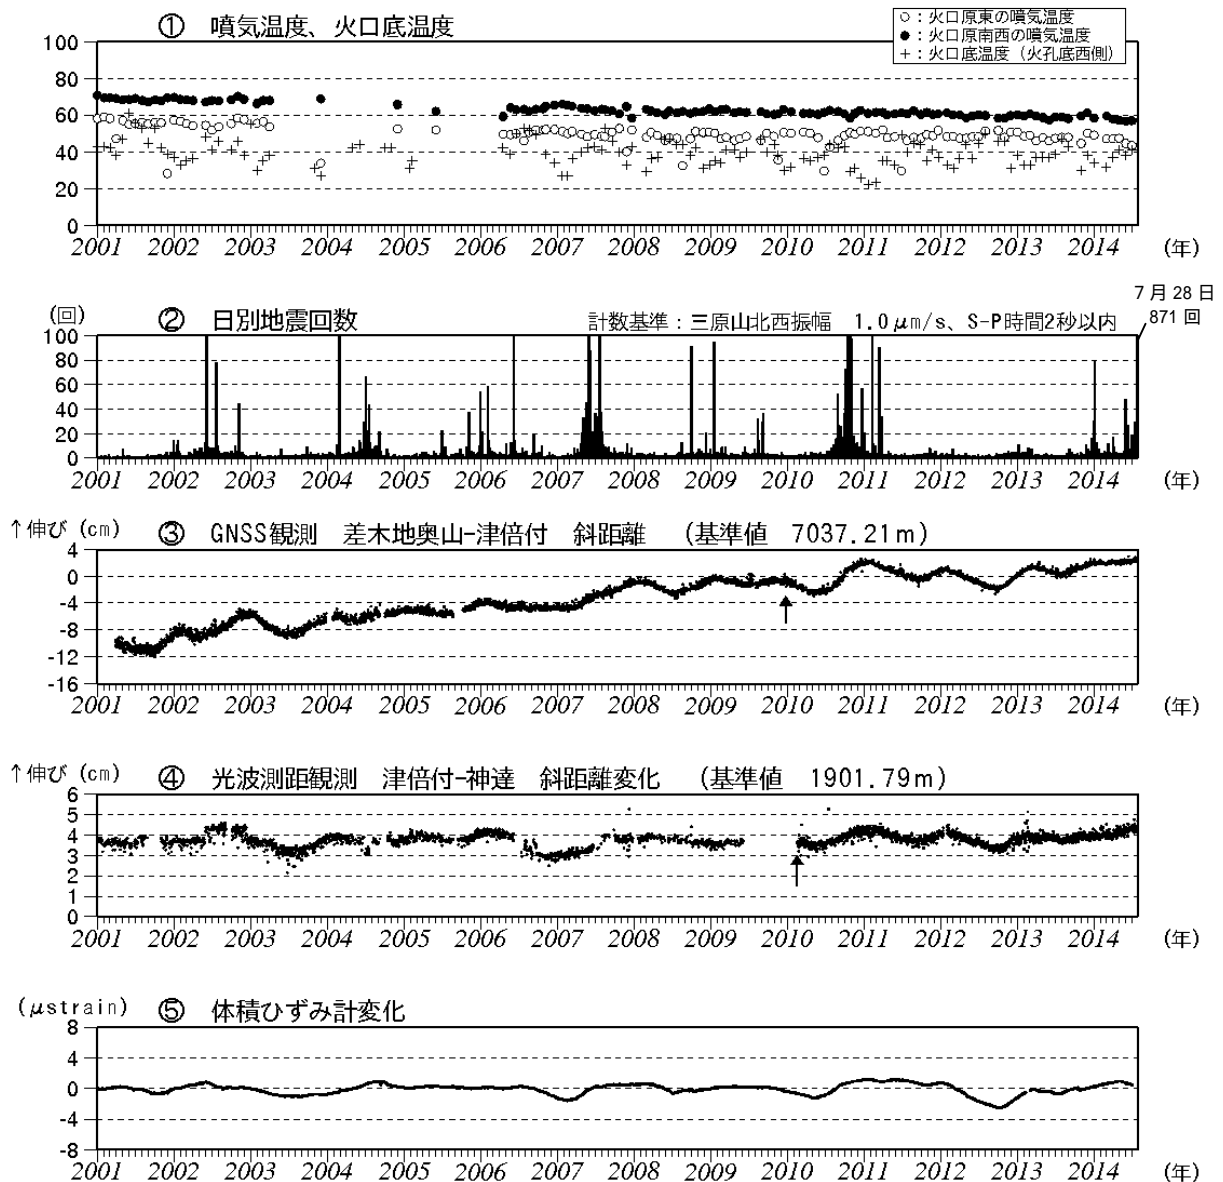 ① 噴気温度、火口底温度
○：火口原東の噴気温度
●：火口原南西の噴気温度
＋：火口底温度（火孔底西側）
100
80
60
40
20
0
2001 2002 2003 2004 2005 2006 2007 2008 2009 2010 2011 2012 2013 2014 (年)
7月28日
871回
(回) ② 日別地震回数 計数基準：三原山北西振幅 1.0μm/s、S-P時間2秒以内
100
80
60
40
20
0
2001 2002 2003 2004 2005 2006 2007 2008 2009 2010 2011 2012 2013 2014 (年)
↑伸び(cm) ③ GNSS観測 差木地奥山-津倍付 斜距離 (基準値 7037.21m)
4
0
-4
-8
-12
-16
2001 2002 2003 2004 2005 2006 2007 2008 2009 2010 2011 2012 2013 2014 (年)
↑伸び(cm) ④ 光波測距観測 津倍付-神達 斜距離変化 (基準値 1901.79m)
6
5
4
3
2
1
0
2001 2002 2003 2004 2005 2006 2007 2008 2009 2010 2011 2012 2013 2014 (年)
(μstrain) ⑤ 体積ひずみ計変化
8
4
0
-4
-8
2001 2002 2003 2004 2005 2006 2007 2008 2009 2010 2011 2012 2013 2014 (年)